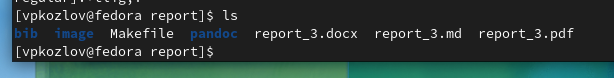 [vpkozlov@fedora report]$ ls
bib image Makefile pandoc report_3.docx report_3.md report_3.pdf
[vpkozlov@fedora report]$